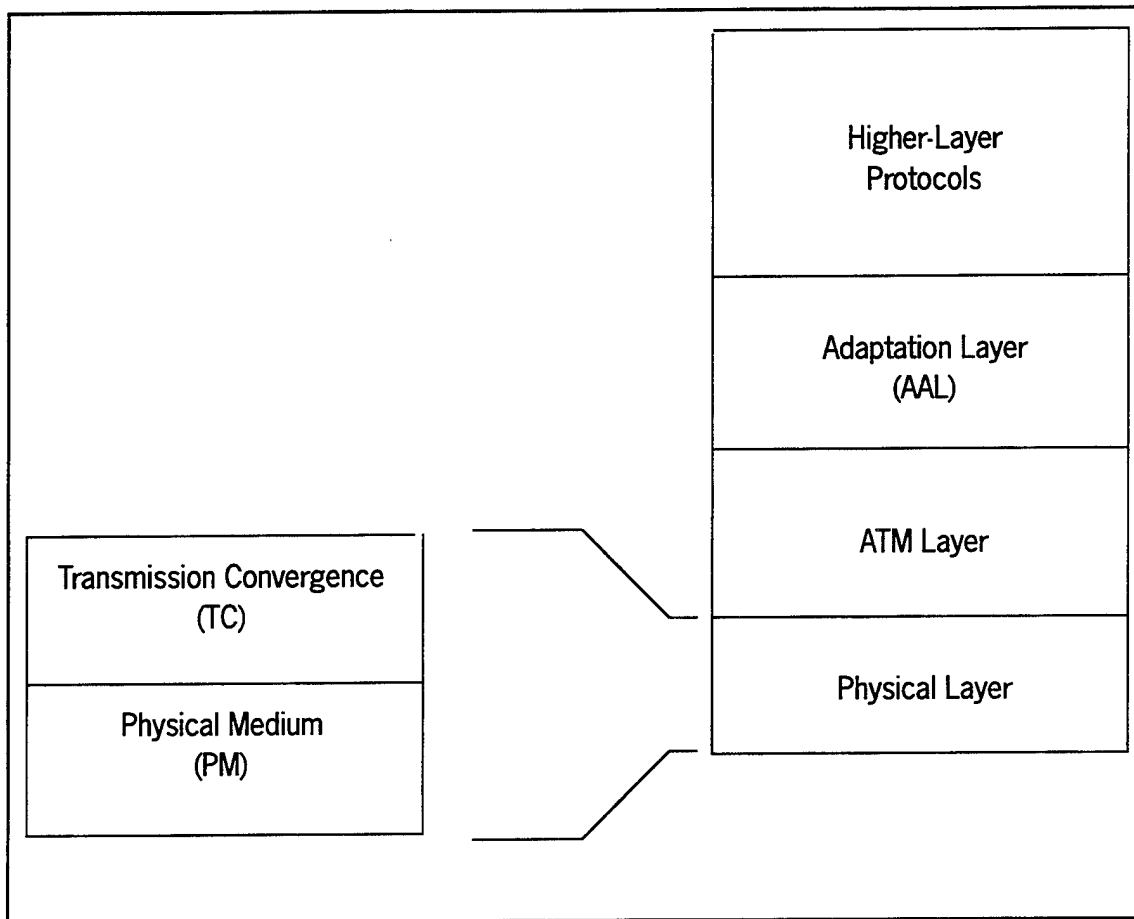 Higher-Layer
Protocols
Adaptation Layer
(AAL)
ATM Layer
Physical Layer
Transmission Convergence
(TC)
Physical Medium
(PM)